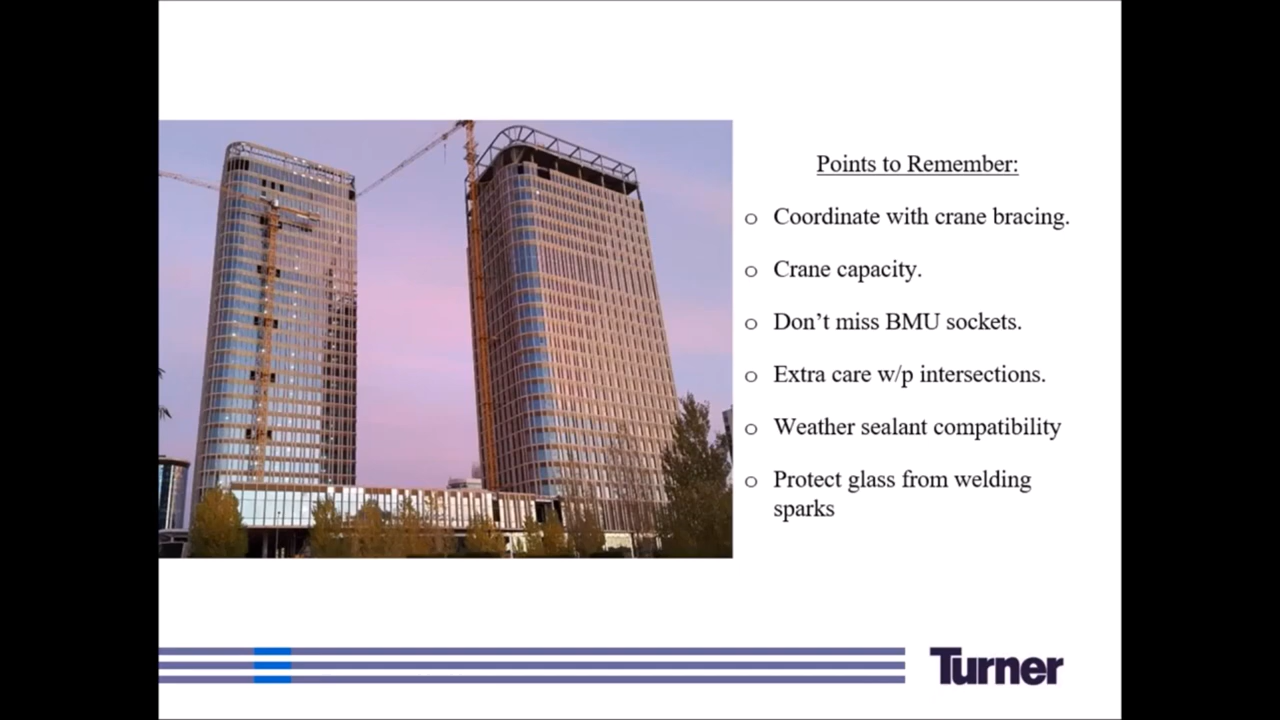 Points to Remember:
o Coordinate with crane bracing.
o Crane capacity.
o Don’t miss BMU sockets.
o Extra care w/p intersections.
o Weather sealant compatibility
o Protect glass from welding
sparks
Turner